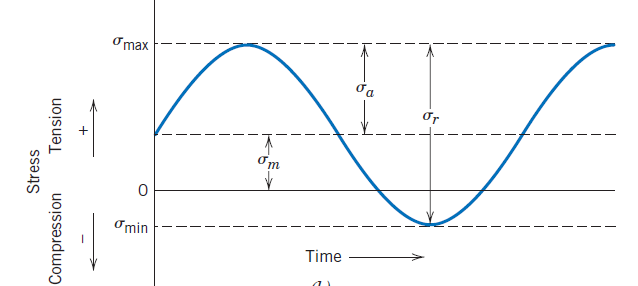 σmax
σa
σr
Tension
+
σm
Stress
0
σmin
Compression
−
Time